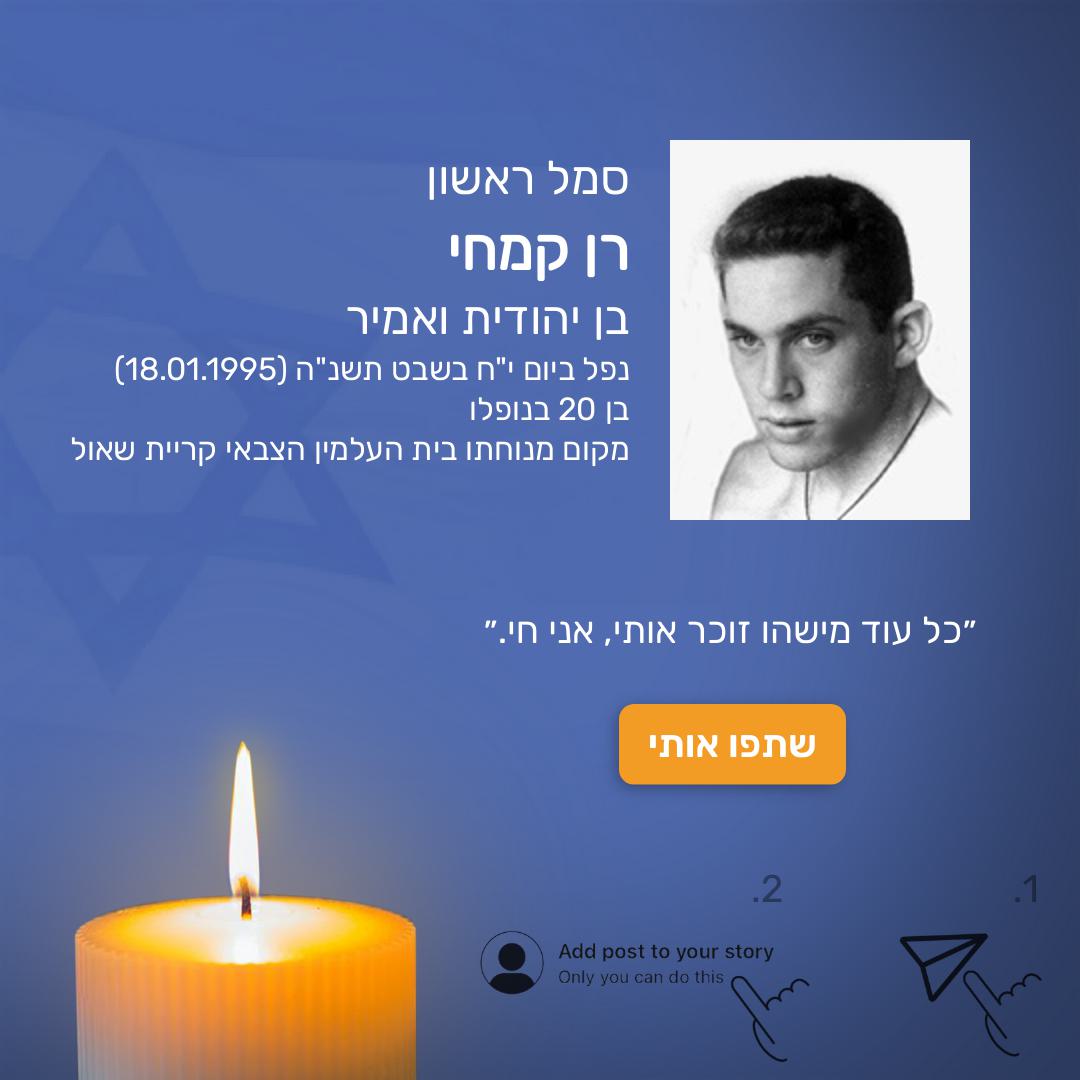 סמל ראשון
רן קמחי
בן יהודית ואמיר
נפל ביום י"ח בשבט תשנ"ה (18.01.1995)
בן 20 בנופלו
מקום מנוחתו בית העלמין הצבאי קריית שאול
״כל עוד מישהו זוכר אותי, אני חי.״
שתפו אותי
1.
2.
Add post to your story
Only you can do this